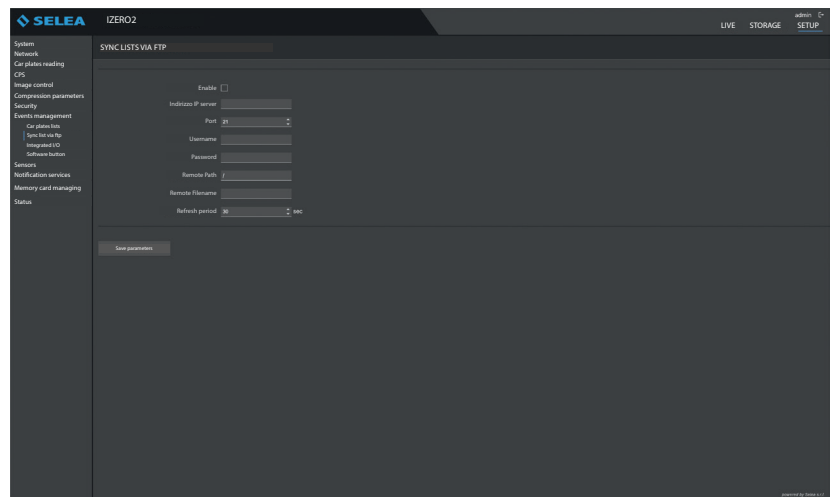 SELEA
IZERO2
admin
LIVE STORAGE SETUP
System
Network
Car plates reading
CPS
Image control
Compression parameters
Security
Events management
Car plates lists
Sync list via ftp
Integrated I/O
Software button
Sensors
Notification services
Memory card managing
Status
SYNC LISTS VIA FTP
Enable
Indirizzo IP server
Port 21
Username
Password
Remote Path /
Remote Filename
Refresh period 30 sec
Save parameters
powered by Selea s.r.l